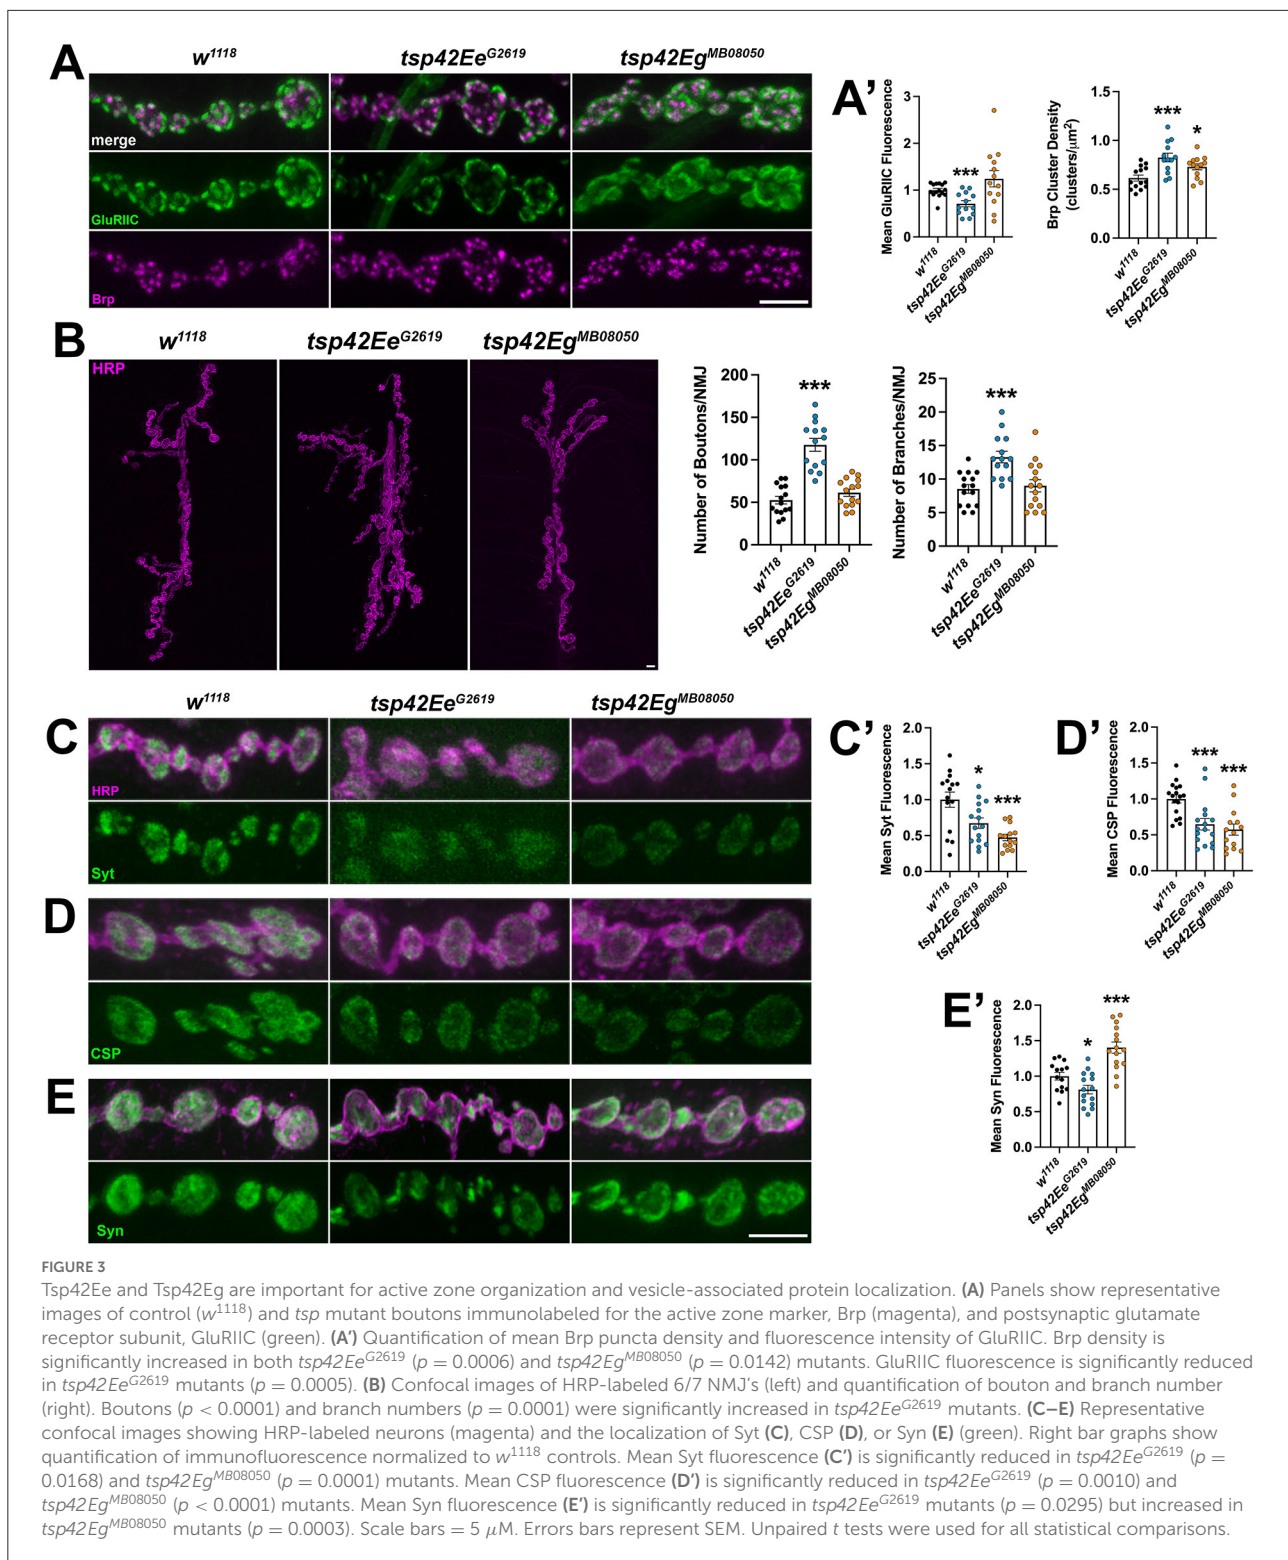 A
w1118
tsp42EeG2619
tsp42EgMB08050
merge
GluRIIC
Brp
A'
Mean GluRIIC Fluorescence
3
2
1
0
***
w1118
tsp42EeG2619
tsp42EgMB08050
Brp Cluster Density
(clusters/μm2)
1.5
1.0
0.5
0.0
***
*
w1118
tsp42EeG2619
tsp42EgMB08050
B
w1118
tsp42EeG2619
tsp42EgMB08050
HRP
Number of Boutons/NMJ
200
150
100
50
0
***
w1118
tsp42EeG2619
tsp42EgMB08050
Number of Branches/NMJ
25
20
15
10
5
0
***
w1118
tsp42EeG2619
tsp42EgMB08050
C
w1118
tsp42EeG2619
tsp42EgMB08050
HRP
Syt
C'
Mean Syt Fluorescence
2.0
1.5
1.0
0.5
0.0
*
***
w1118
tsp42EeG2619
tsp42EgMB08050
D'
Mean CSP Fluorescence
2.0
1.5
1.0
0.5
0.0
***
***
w1118
tsp42EeG2619
tsp42EgMB08050
D
CSP
E
Syn
E'
Mean Syn Fluorescence
2.0
1.5
1.0
0.5
0.0
*
***
w1118
tsp42EeG2619
tsp42EgMB08050
FIGURE 3
Tsp42Ee and Tsp42Eg are important for active zone organization and vesicle-associated protein localization. (A) Panels show representative
images of control (w1118) and tsp mutant boutons immunolabeled for the active zone marker, Brp (magenta), and postsynaptic glutamate
receptor subunit, GluRIIC (green). (A') Quantification of mean Brp puncta density and fluorescence intensity of GluRIIC. Brp density is
significantly increased in both tsp42EeG2619 (p = 0.0006) and tsp42EgMB08050 (p = 0.0142) mutants. GluRIIC fluorescence is significantly reduced
in tsp42EeG2619 mutants (p = 0.0005). (B) Confocal images of HRP-labeled 6/7 NMJ's (left) and quantification of bouton and branch number
(right). Boutons (p < 0.0001) and branch numbers (p = 0.0001) were significantly increased in tsp42EeG2619 mutants. (C–E) Representative
confocal images showing HRP-labeled neurons (magenta) and the localization of Syt (C), CSP (D), or Syn (E) (green). Right bar graphs show
quantification of immunofluorescence normalized to w1118 controls. Mean Syt fluorescence (C') is significantly reduced in tsp42EeG2619 (p =
0.0168) and tsp42EgMB08050 (p = 0.0001) mutants. Mean CSP fluorescence (D') is significantly reduced in tsp42EeG2619 (p = 0.0010) and
tsp42EgMB08050 (p < 0.0001) mutants. Mean Syn fluorescence (E') is significantly reduced in tsp42EeG2619 mutants (p = 0.0295) but increased in
tsp42EgMB08050 mutants (p = 0.0003). Scale bars = 5 μM. Errors bars represent SEM. Unpaired t tests were used for all statistical comparisons.